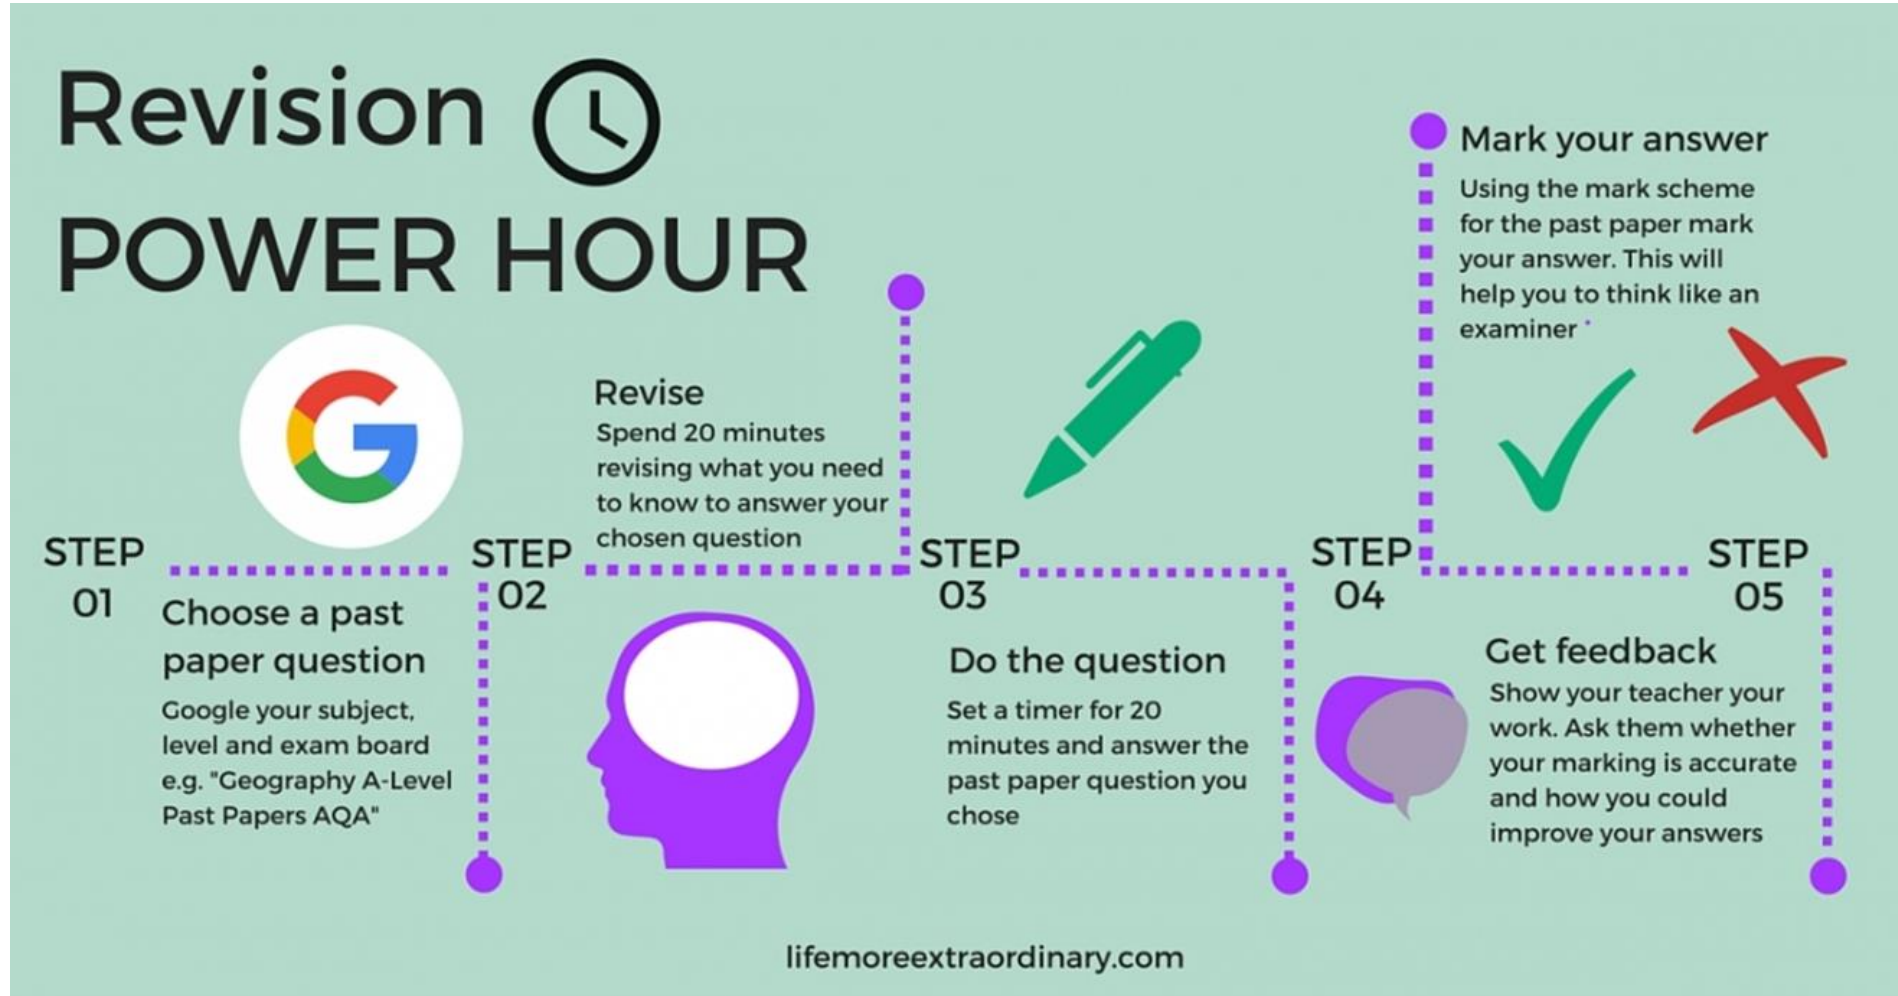 Revision
POWER HOUR
STEP
01
Choose a past
paper question
Google your subject,
level and exam board
e.g. "Geography A-Level
Past Papers AQA"
STEP
02
Revise
Spend 20 minutes
revising what you need
to know to answer your
chosen question
STEP
03
Do the question
Set a timer for 20
minutes and answer the
past paper question you
chose
STEP
04
Mark your answer
Using the mark scheme
for the past paper mark
your answer. This will
help you to think like an
examiner
STEP
05
Get feedback
Show your teacher your
work. Ask them whether
your marking is accurate
and how you could
improve your answers
lifemoreextraordinary.com